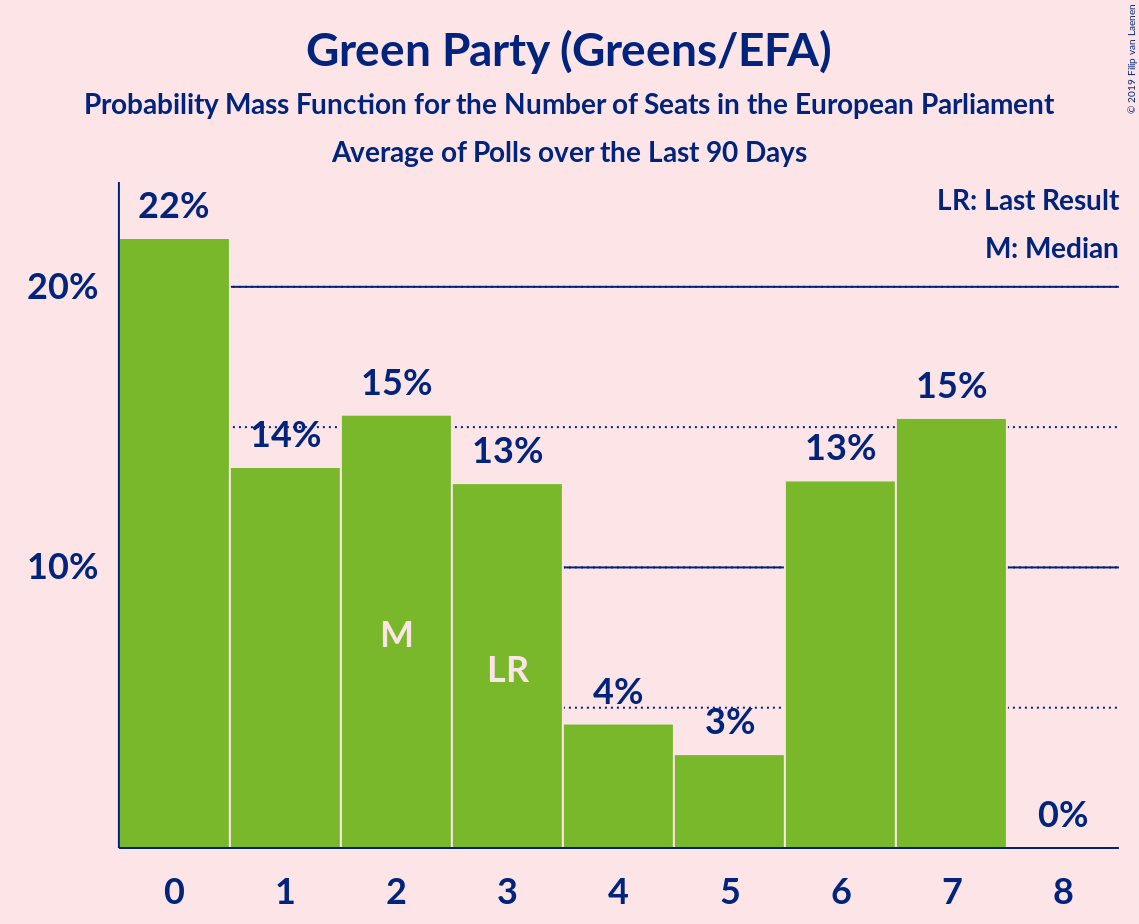 Green Party (Greens/EFA)
Probability Mass Function for the Number of Seats in the European Parliament
Average of Polls over the Last 90 Days
© 2019 Filip van Laenen
LR: Last Result
M: Median
22%
20%
15%
15%
14%
13%
13%
10%
M
LR
4%
3%
0%
0 1 2 3 4 5 6 7 8